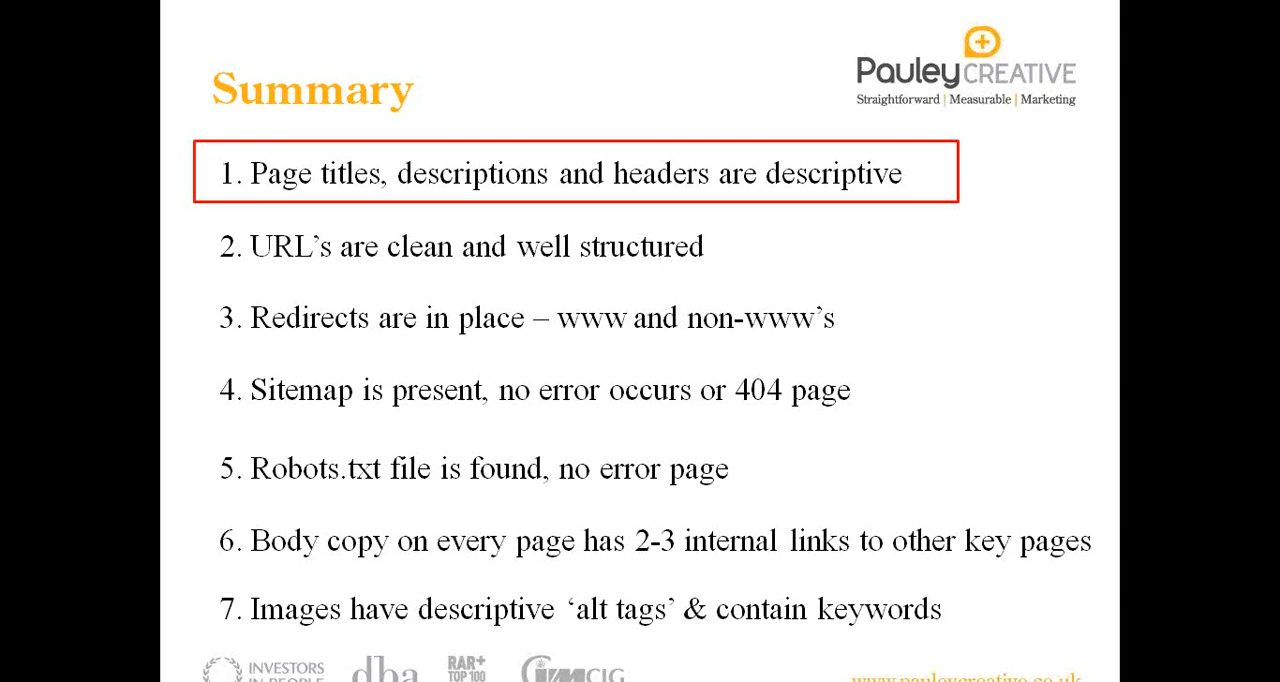 Summary
PauleyCREATIVE
Straightforward | Measurable | Marketing
1. Page titles, descriptions and headers are descriptive
2. URL’s are clean and well structured
3. Redirects are in place – www and non-www’s
4. Sitemap is present, no error occurs or 404 page
5. Robots.txt file is found, no error page
6. Body copy on every page has 2-3 internal links to other key pages
7. Images have descriptive ‘alt tags’ & contain keywords
INVESTORS
IN PEOPLE
dba
RAR+
TOP 100
CIMCIG
www.pauleycreative.co.uk